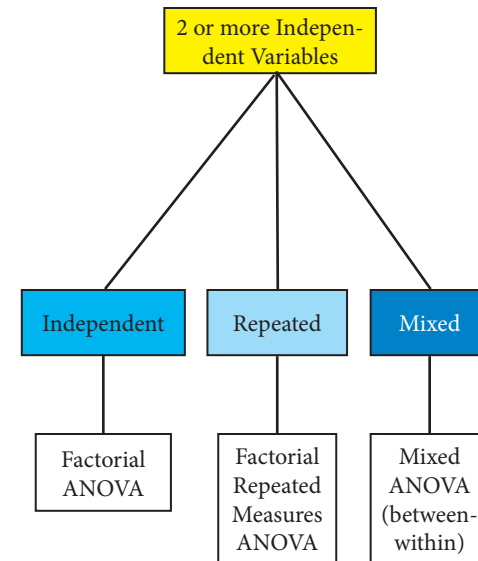 2 or more Indepen-
dent Variables
Independent
Repeated
Mixed
Factorial
ANOVA
Factorial
Repeated
Measures
ANOVA
Mixed
ANOVA
(between-
within)